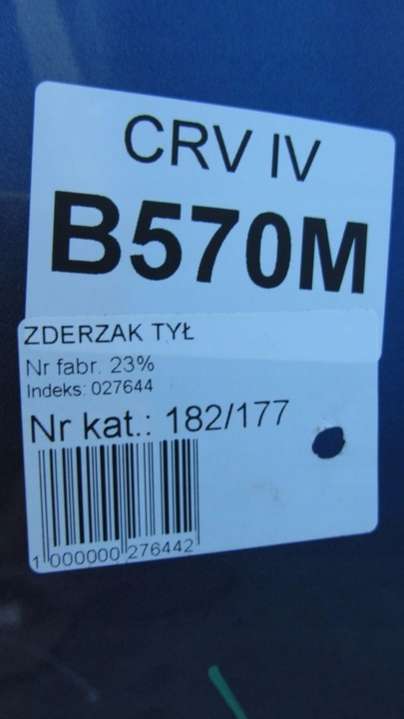 CRV IV
B570M
ZDERZAK TYŁ
Nr fabr. 23%
Indeks: 027644
Nr kat.: 182/177
1 000000 276442